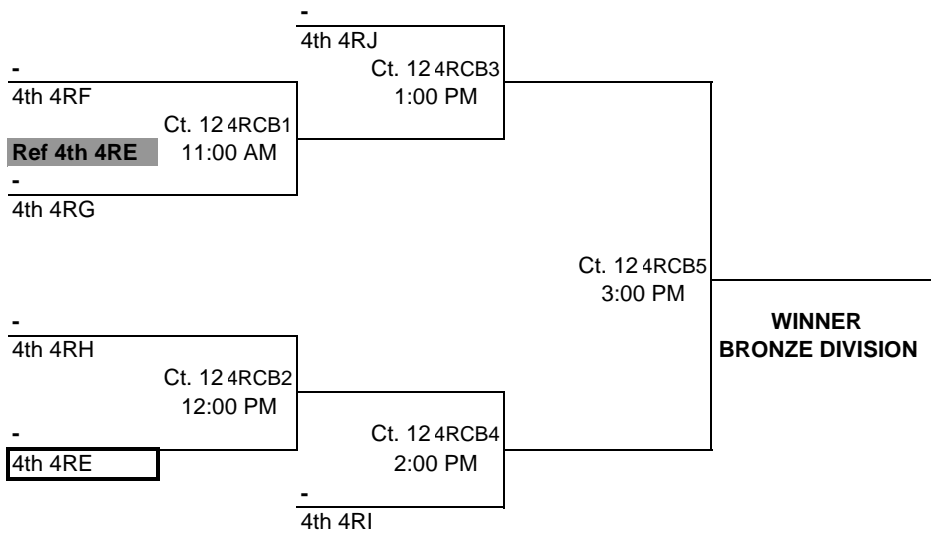 -
4th 4RJ
Ct. 12 4RCB3
1:00 PM
-
4th 4RF
Ct. 12 4RCB1
Ref 4th 4RE 11:00 AM
-
4th 4RG
Ct. 12 4RCB5
3:00 PM
WINNER
BRONZE DIVISION
-
4th 4RH
Ct. 12 4RCB2
12:00 PM
-
4th 4RE
Ct. 12 4RCB4
2:00 PM
-
4th 4RI